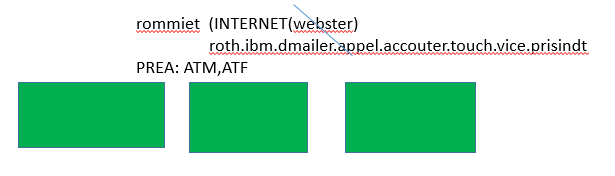 rommiet (INTERNET(webster)
roth.ibm.dmailer.appel.accouter.touch.vice.prisindt
PREA: ATM,ATF